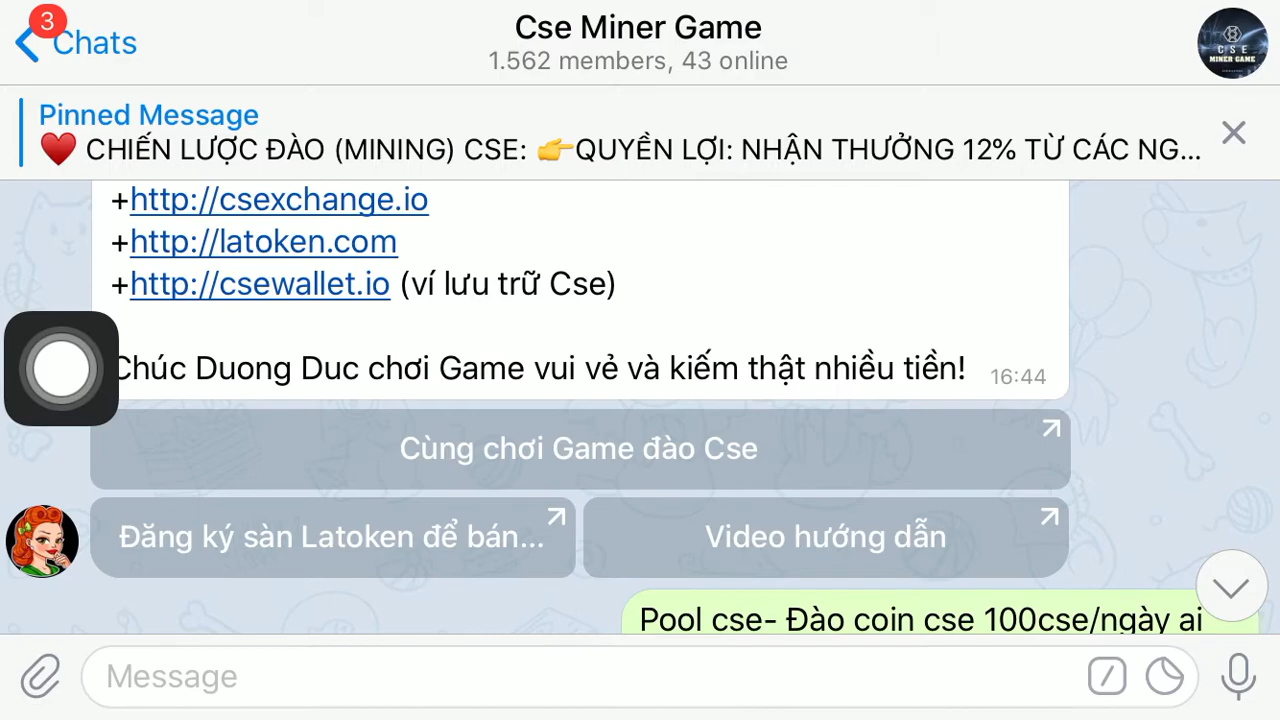 3
Chats
Cse Miner Game
1.562 members, 43 online
CSE
MINER GAME
Pinned Message
❤️ CHIẾN LƯỢC ĐÀO (MINING) CSE: 👉QUYỀN LỢI: NHẬN THƯỞNG 12% TỪ CÁC NG...
+http://csexchange.io
+http://latoken.com
+http://csewallet.io (ví lưu trữ Cse)
Chúc Duong Duc chơi Game vui vẻ và kiếm thật nhiều tiền!
16:44
Cùng chơi Game đào Cse
Đăng ký sàn Latoken để bán...
Video hướng dẫn
Pool cse- Đào coin cse 100cse/ngày ai
Message